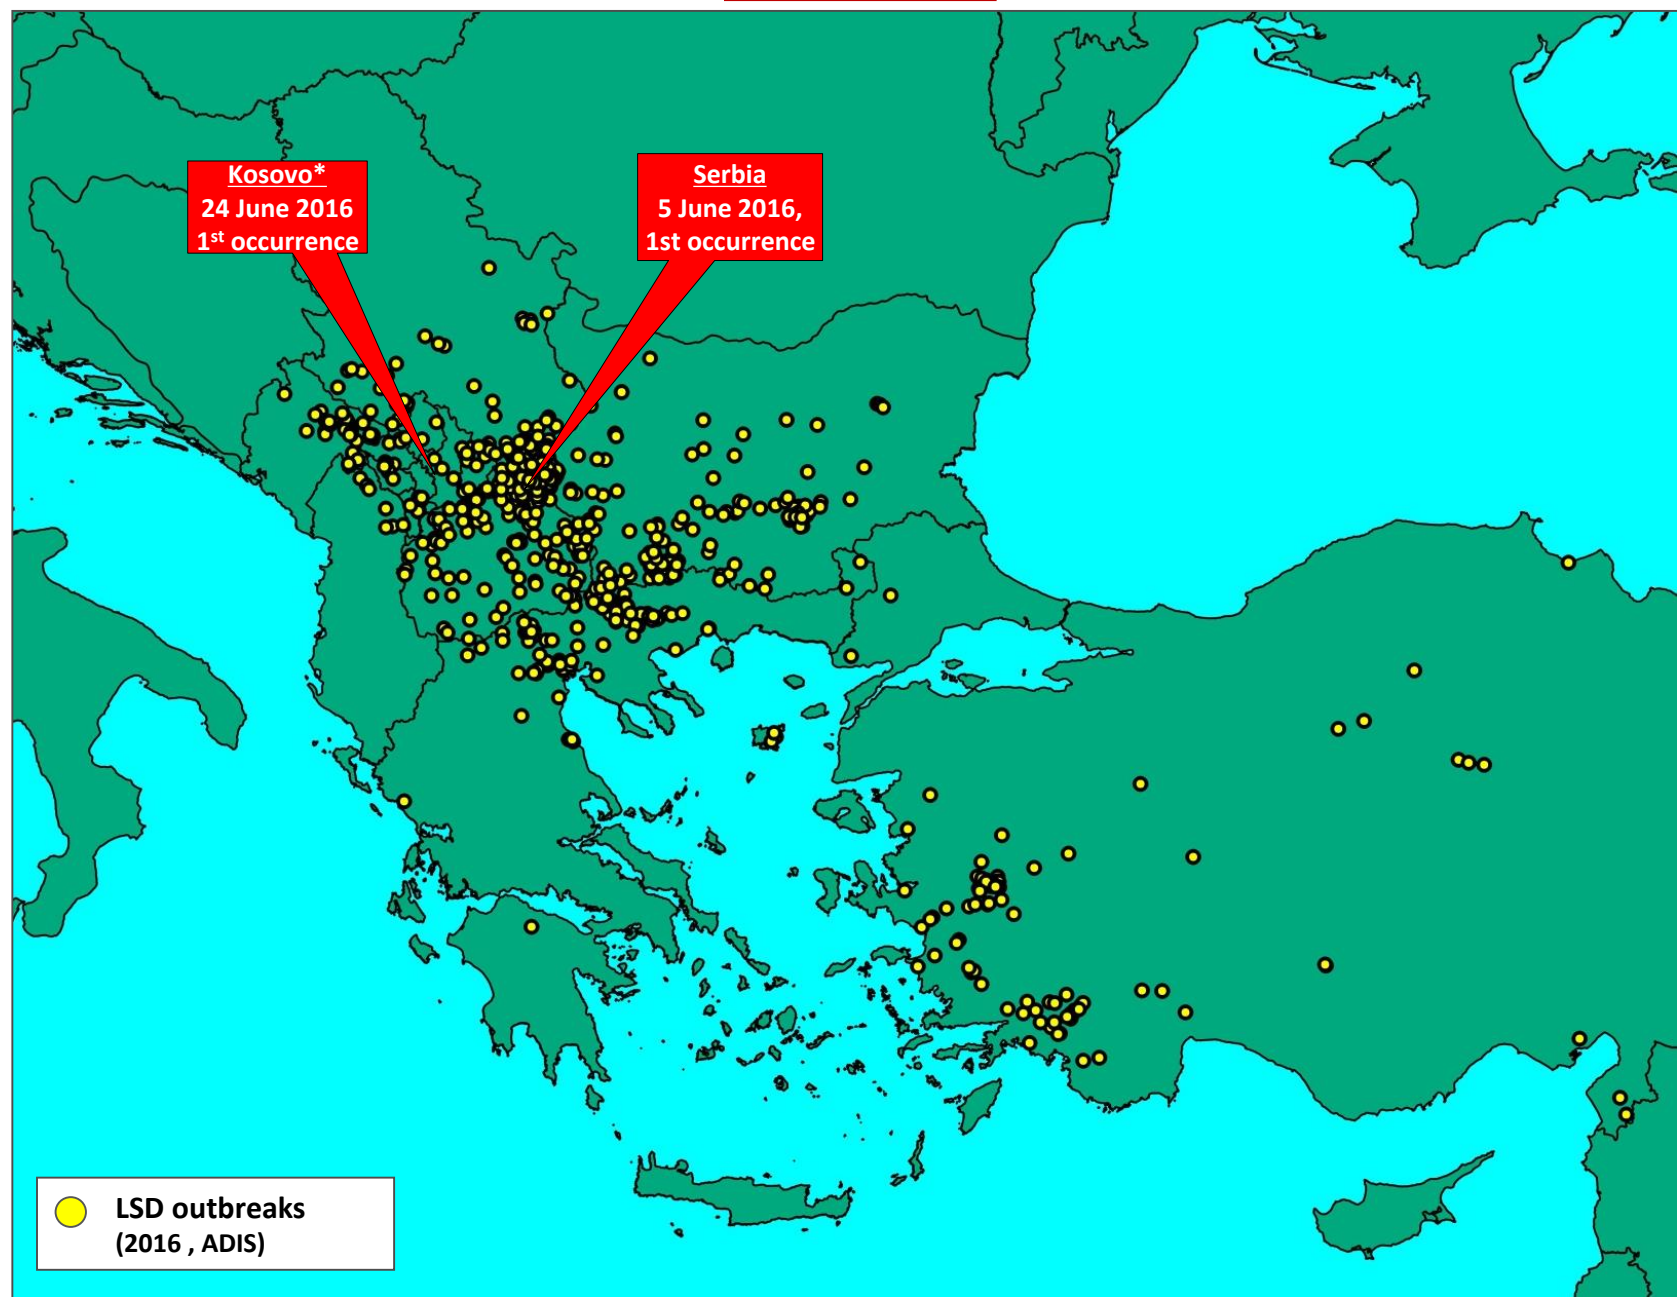 Kosovo*
24 June 2016
1st occurrence
Serbia
5 June 2016,
1st occurrence
LSD outbreaks
(2016 , ADIS)